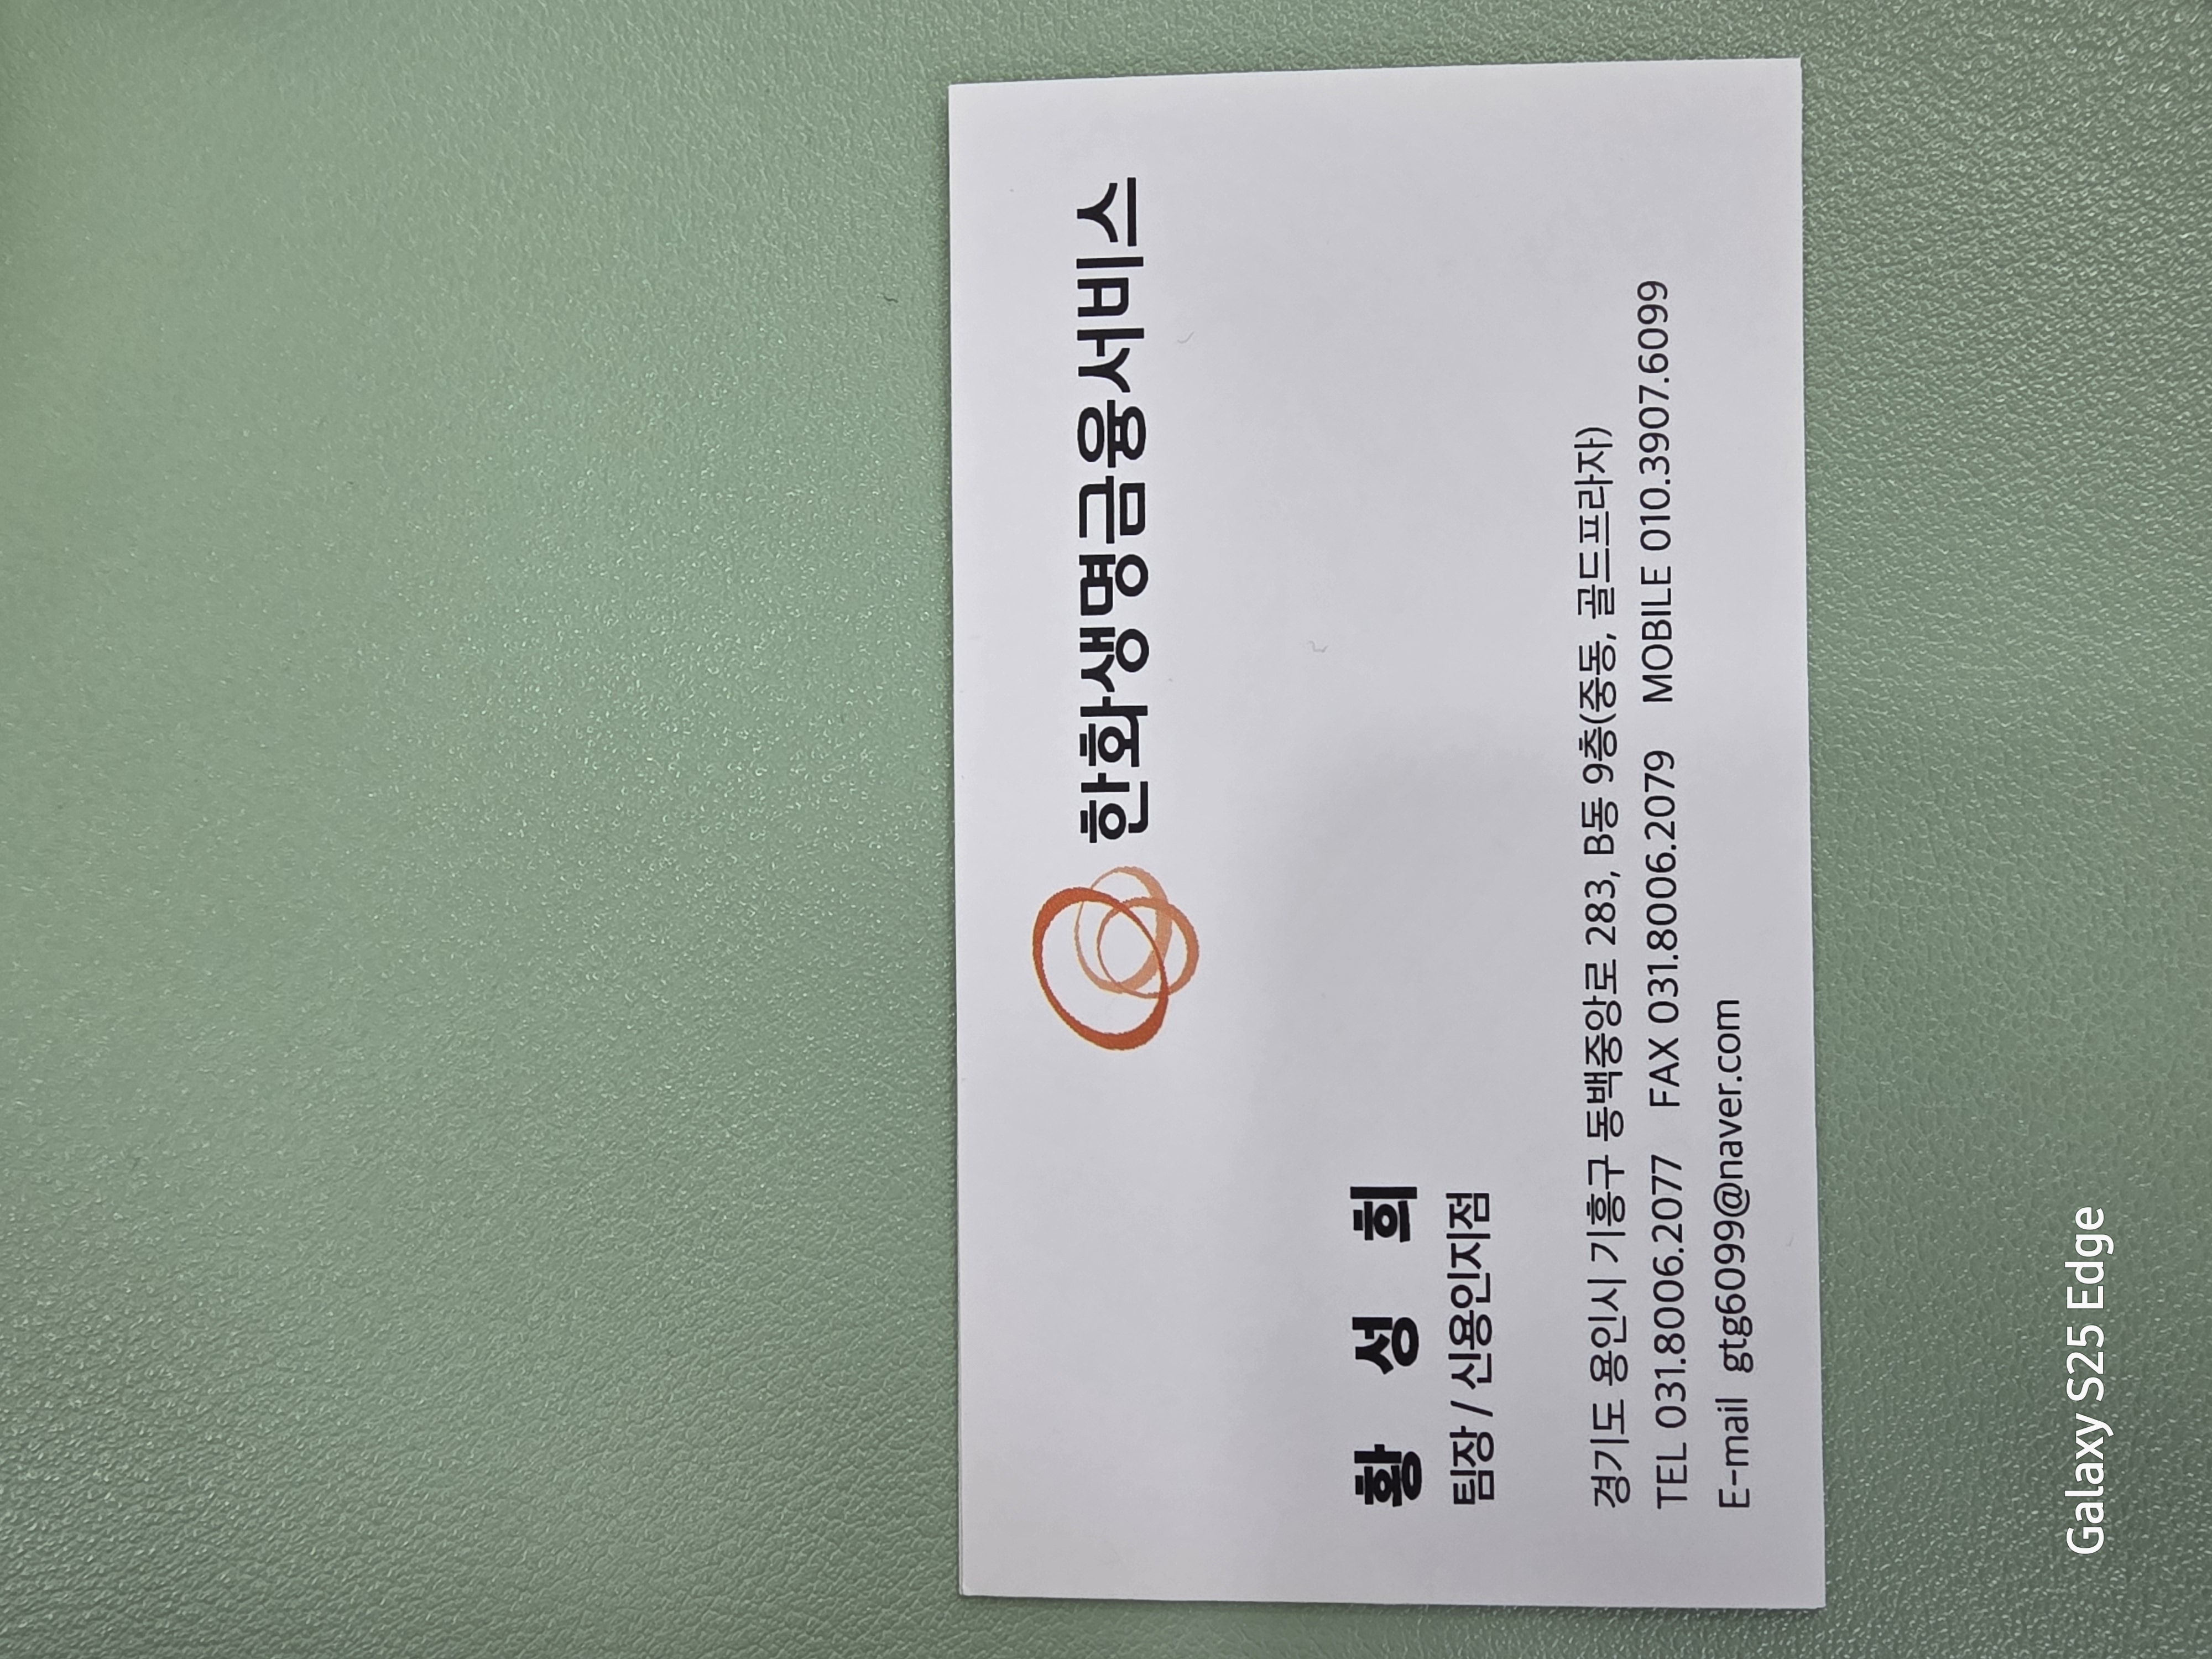 한화생명금융서비스
황 성 희
팀장 / 신용인지점
경기도 용인시 기흥구 동백중앙로 283, B동 9층(중동, 골드프라자)
TEL 031.8006.2077 FAX 031.8006.2079 MOBILE 010.3907.6099
E-mail gtg6099@naver.com
Galaxy S25 Edge